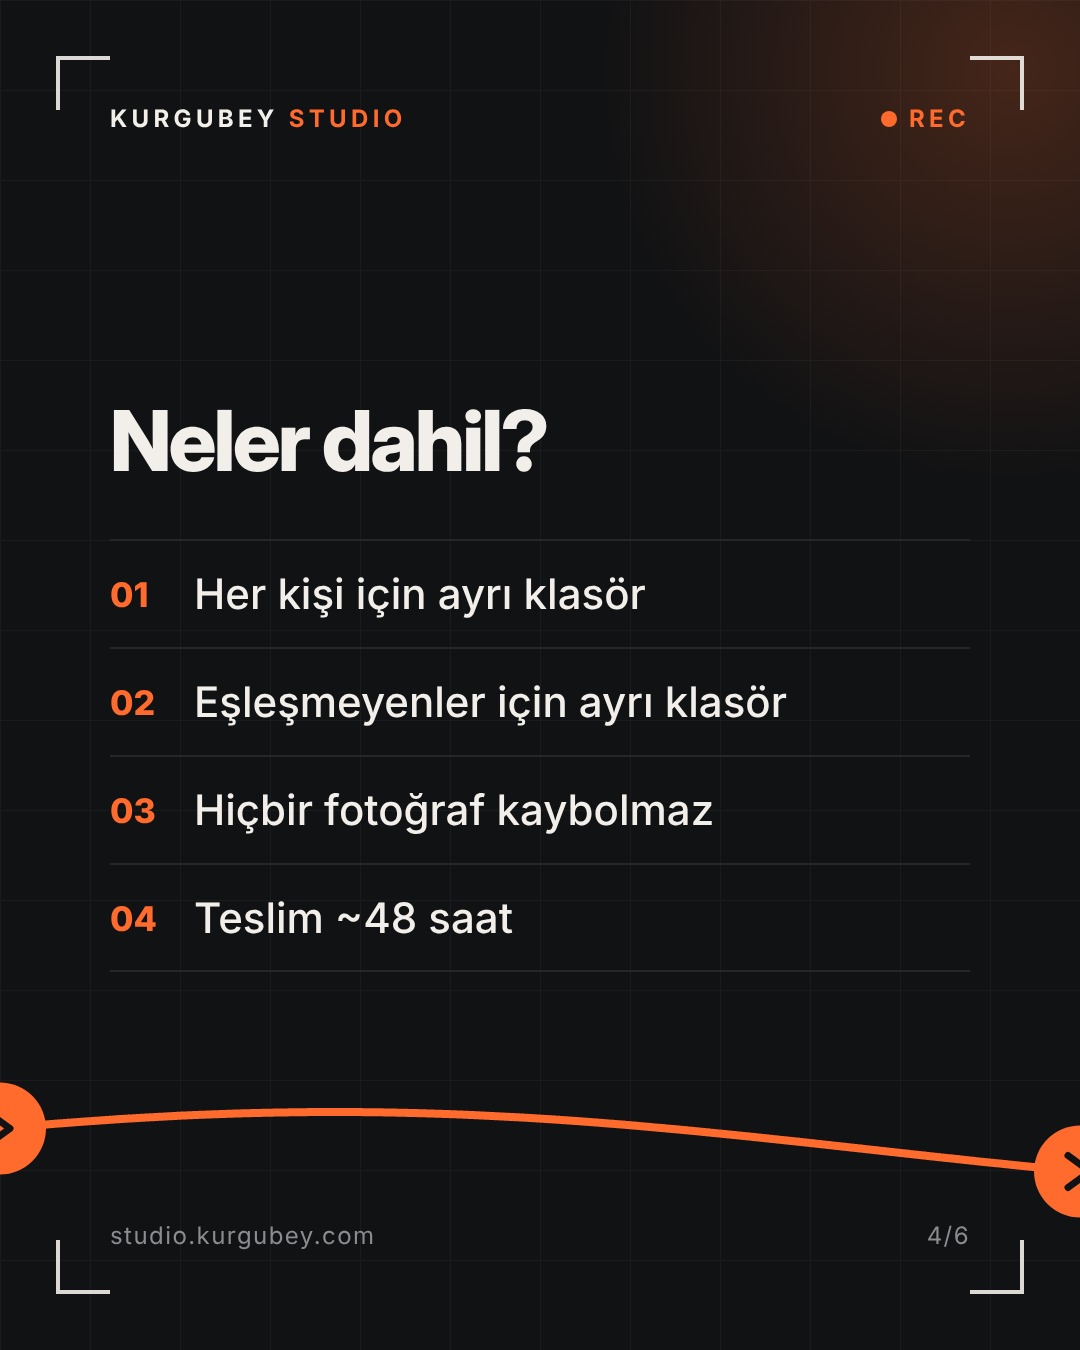 KURGUBEY STUDIO
REC
Neler dahil?
01 Her kişi için ayrı klasör
02 Eşleşmeyenler için ayrı klasör
03 Hiçbir fotoğraf kaybolmaz
04 Teslim ~48 saat
studio.kurgubey.com
4/6